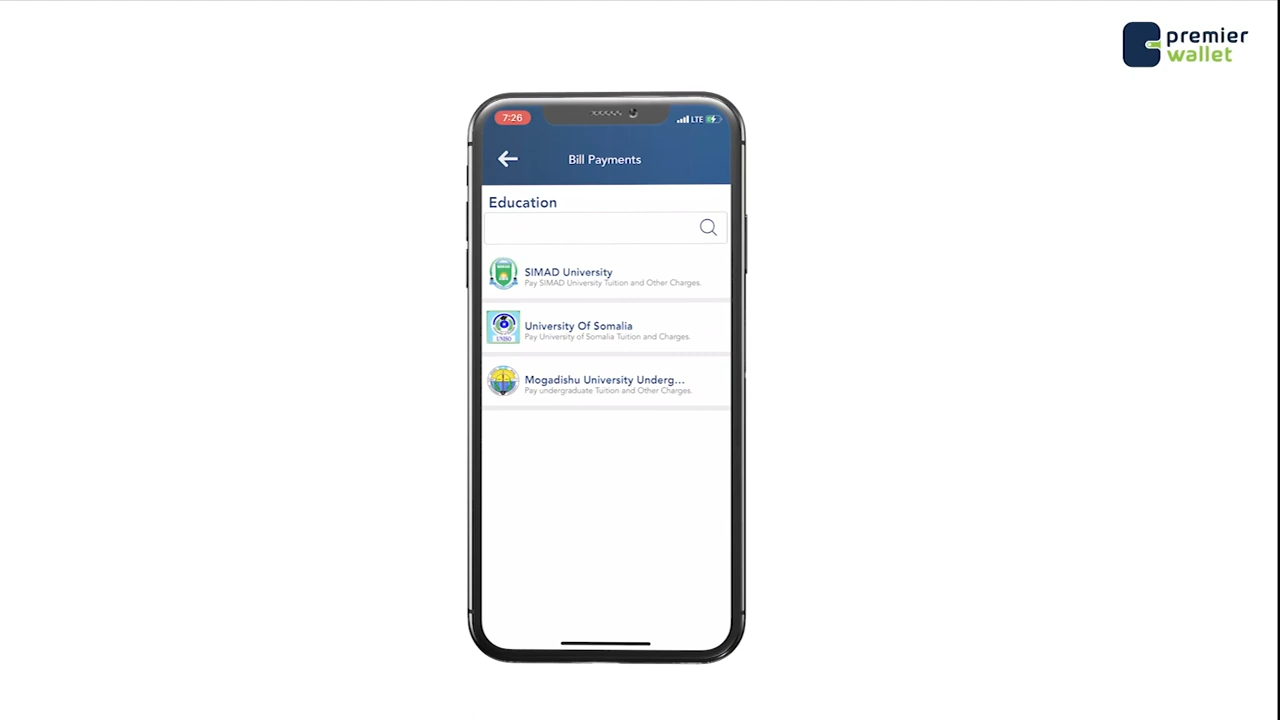 premier
wallet
7:26
LTE
Bill Payments
Education
SIMAD University
Pay SIMAD University Tuition and Other Charges.
University Of Somalia
Pay University of Somalia Tuition and Charges.
UNISO
Mogadishu University Underg...
Pay undergraduate Tuition and Other Charges.